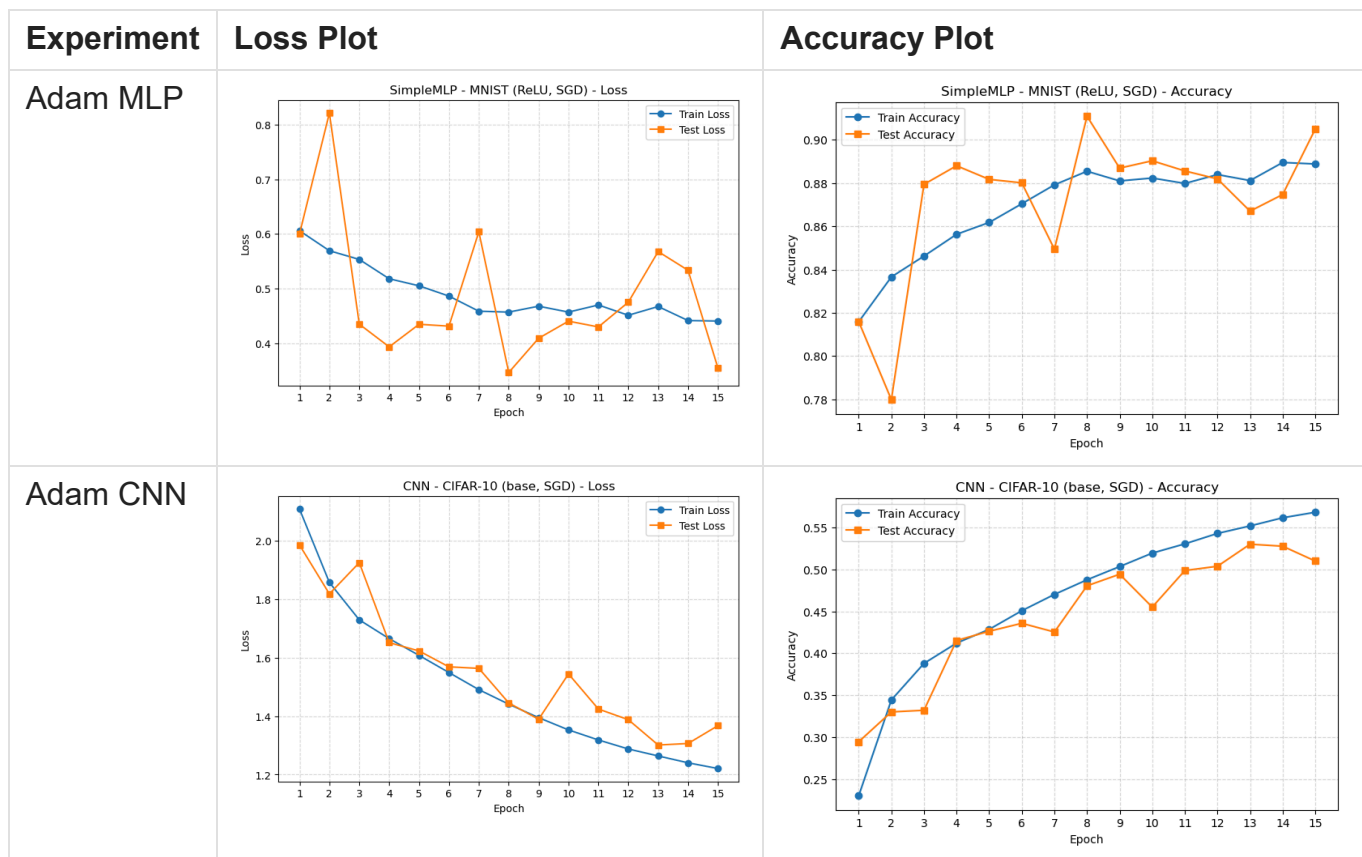 Experiment Loss Plot Accuracy Plot
Adam MLP
SimpleMLP - MNIST (ReLU, SGD) - Loss
Train Loss
Test Loss
0.8
0.7
0.6
0.5
0.4
Loss
1 2 3 4 5 6 7 8 9 10 11 12 13 14 15
Epoch
SimpleMLP - MNIST (ReLU, SGD) - Accuracy
Train Accuracy
Test Accuracy
0.90
0.88
0.86
0.84
0.82
0.80
0.78
Accuracy
1 2 3 4 5 6 7 8 9 10 11 12 13 14 15
Epoch
Adam CNN
CNN - CIFAR-10 (base, SGD) - Loss
Train Loss
Test Loss
2.0
1.8
1.6
1.4
1.2
Loss
1 2 3 4 5 6 7 8 9 10 11 12 13 14 15
Epoch
CNN - CIFAR-10 (base, SGD) - Accuracy
Train Accuracy
Test Accuracy
0.55
0.50
0.45
0.40
0.35
0.30
0.25
Accuracy
1 2 3 4 5 6 7 8 9 10 11 12 13 14 15
Epoch